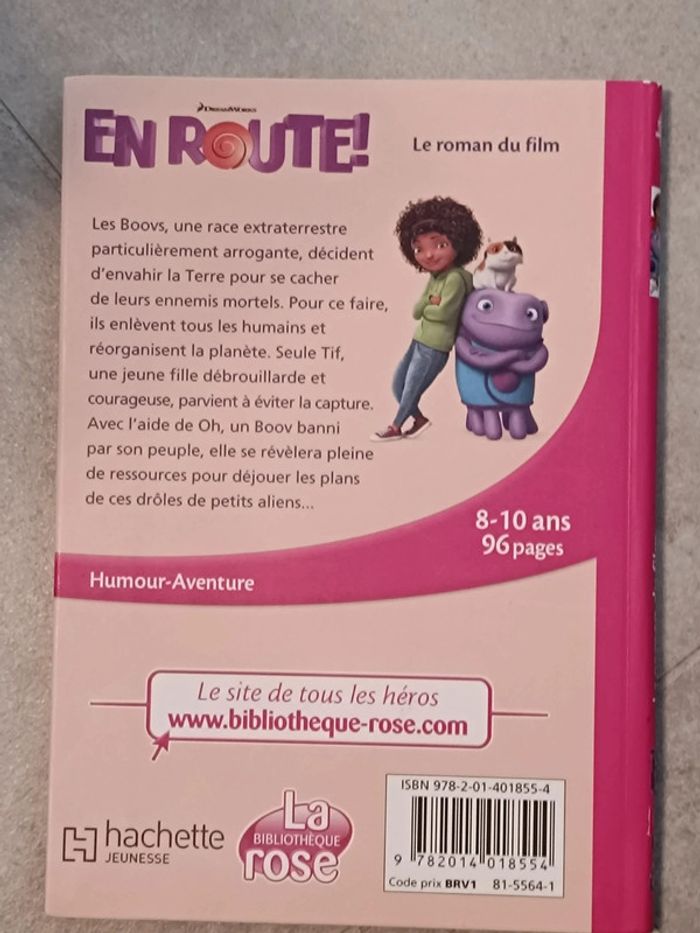 DREAMWORKS
EN ROUTE!
Le roman du film
Les Boovs, une race extraterrestre
particulièrement arrogante, décident
d'envahir la Terre pour se cacher
de leurs ennemis mortels. Pour ce faire,
ils enlèvent tous les humains et
réorganisent la planète. Seule Tif,
une jeune fille débrouillarde et
courageuse, parvient à éviter la capture.
Avec l'aide de Oh, un Boov banni
par son peuple, elle se révèlera pleine
de ressources pour déjouer les plans
de ces drôles de petits aliens...
8-10 ans
96 pages
Humour-Aventure
Le site de tous les héros
www.bibliotheque-rose.com
hachette
JEUNESSE
La
BIBLIOTHÈQUE
rose
ISBN 978-2-01-401855-4
9 782014 018554
Code prix BRV1 81-5564-1